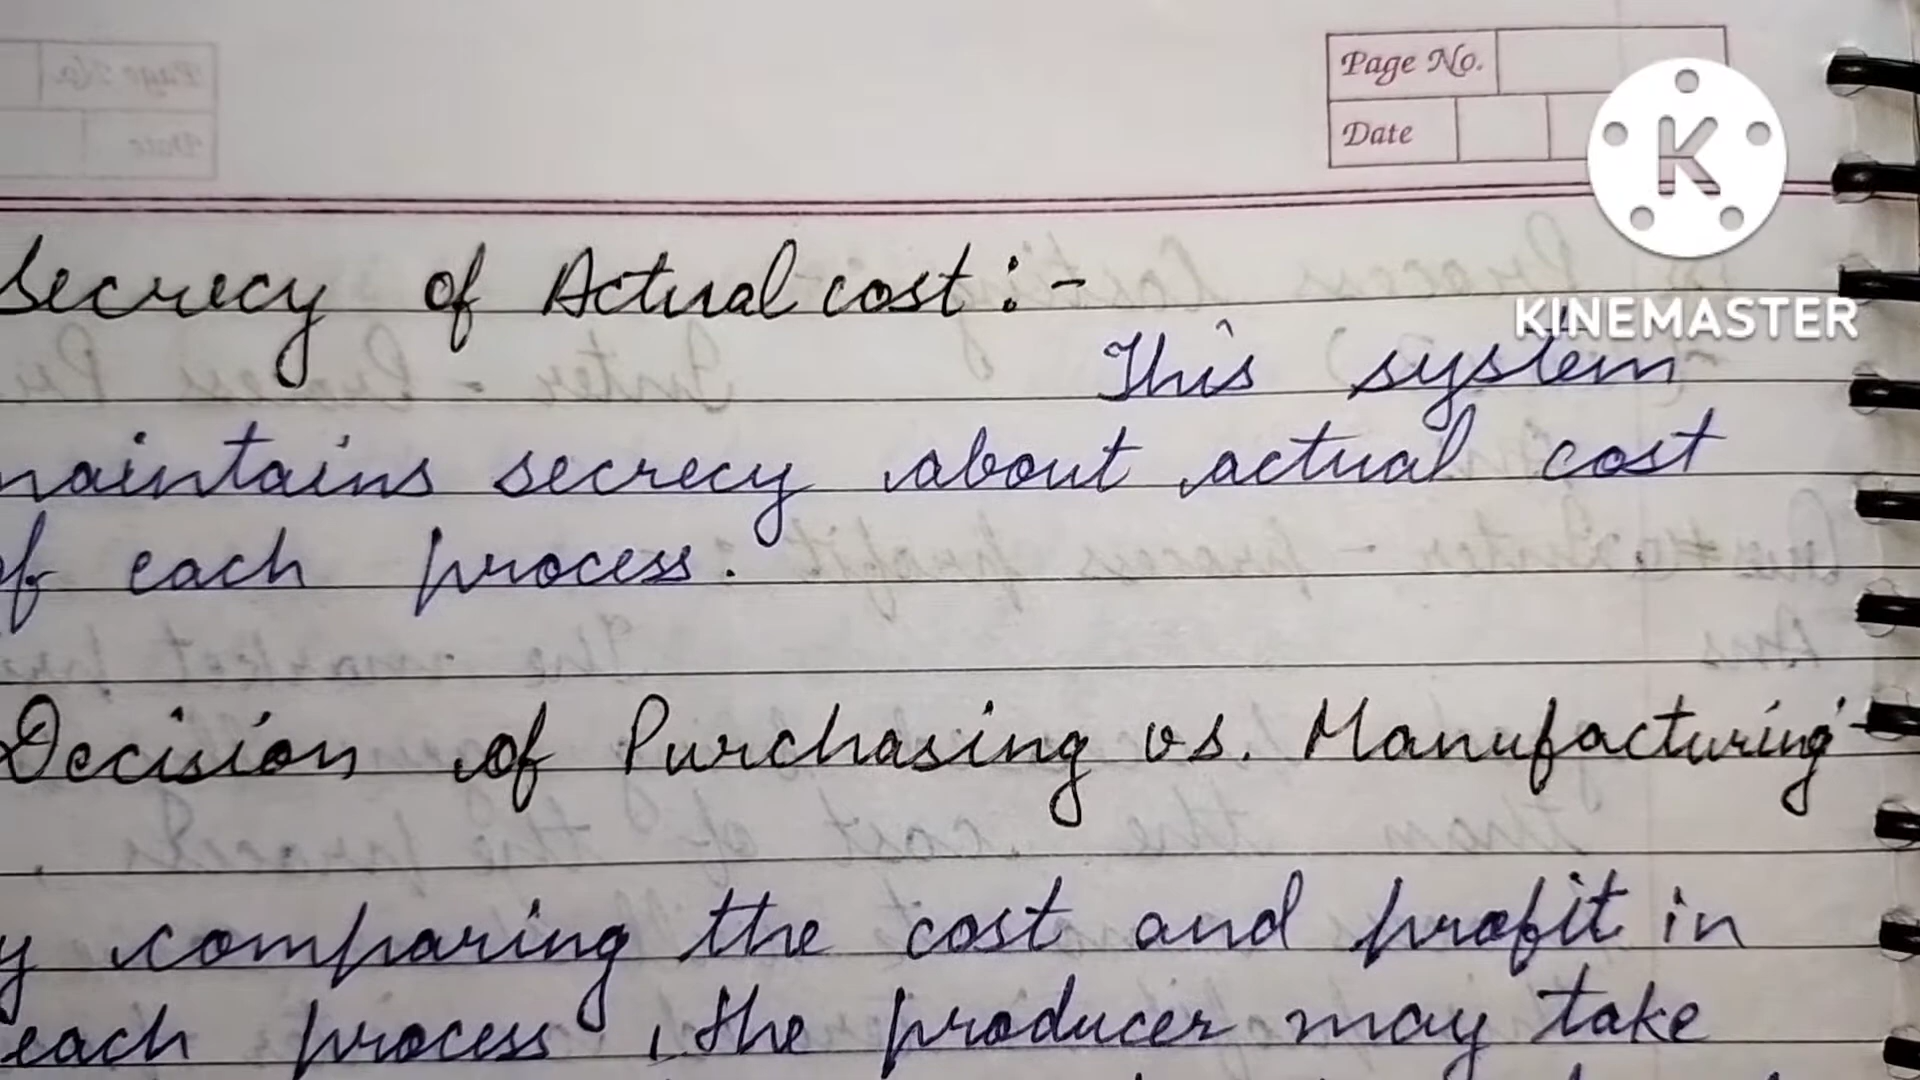 Page No.
Date
KINEMASTER
Secrecy of Actual cost :-
This system
maintains secrecy about actual cost
of each process.
Decision of Purchasing vs. Manufacturing-
y comparing the cost and profit in
each process, the producer may take